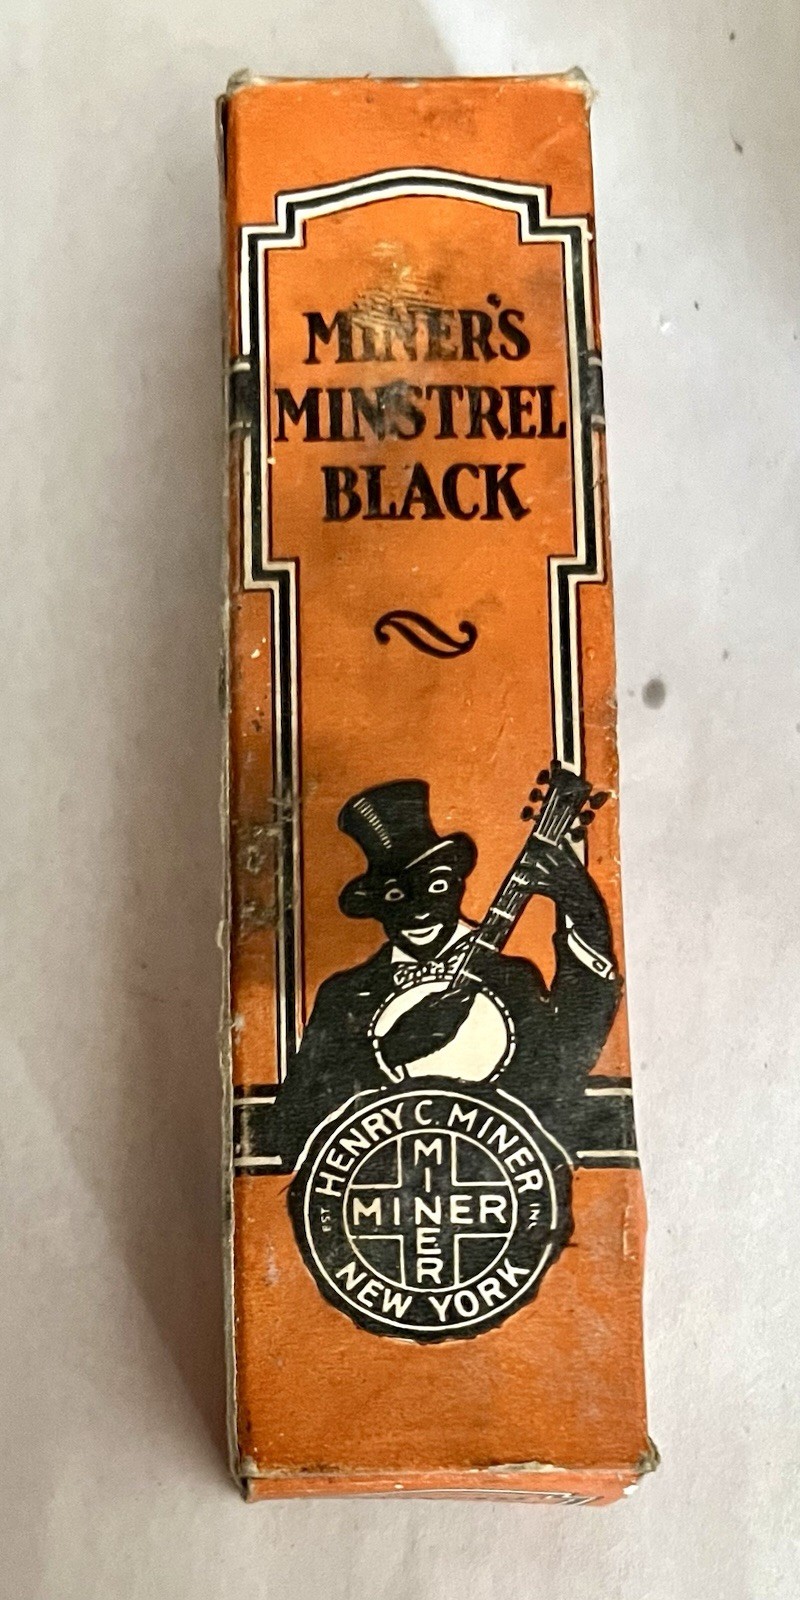 MINER'S
MINSTREL
BLACK
HENRY C. MINER
EST
INC.
MINER
MINER
NEW YORK